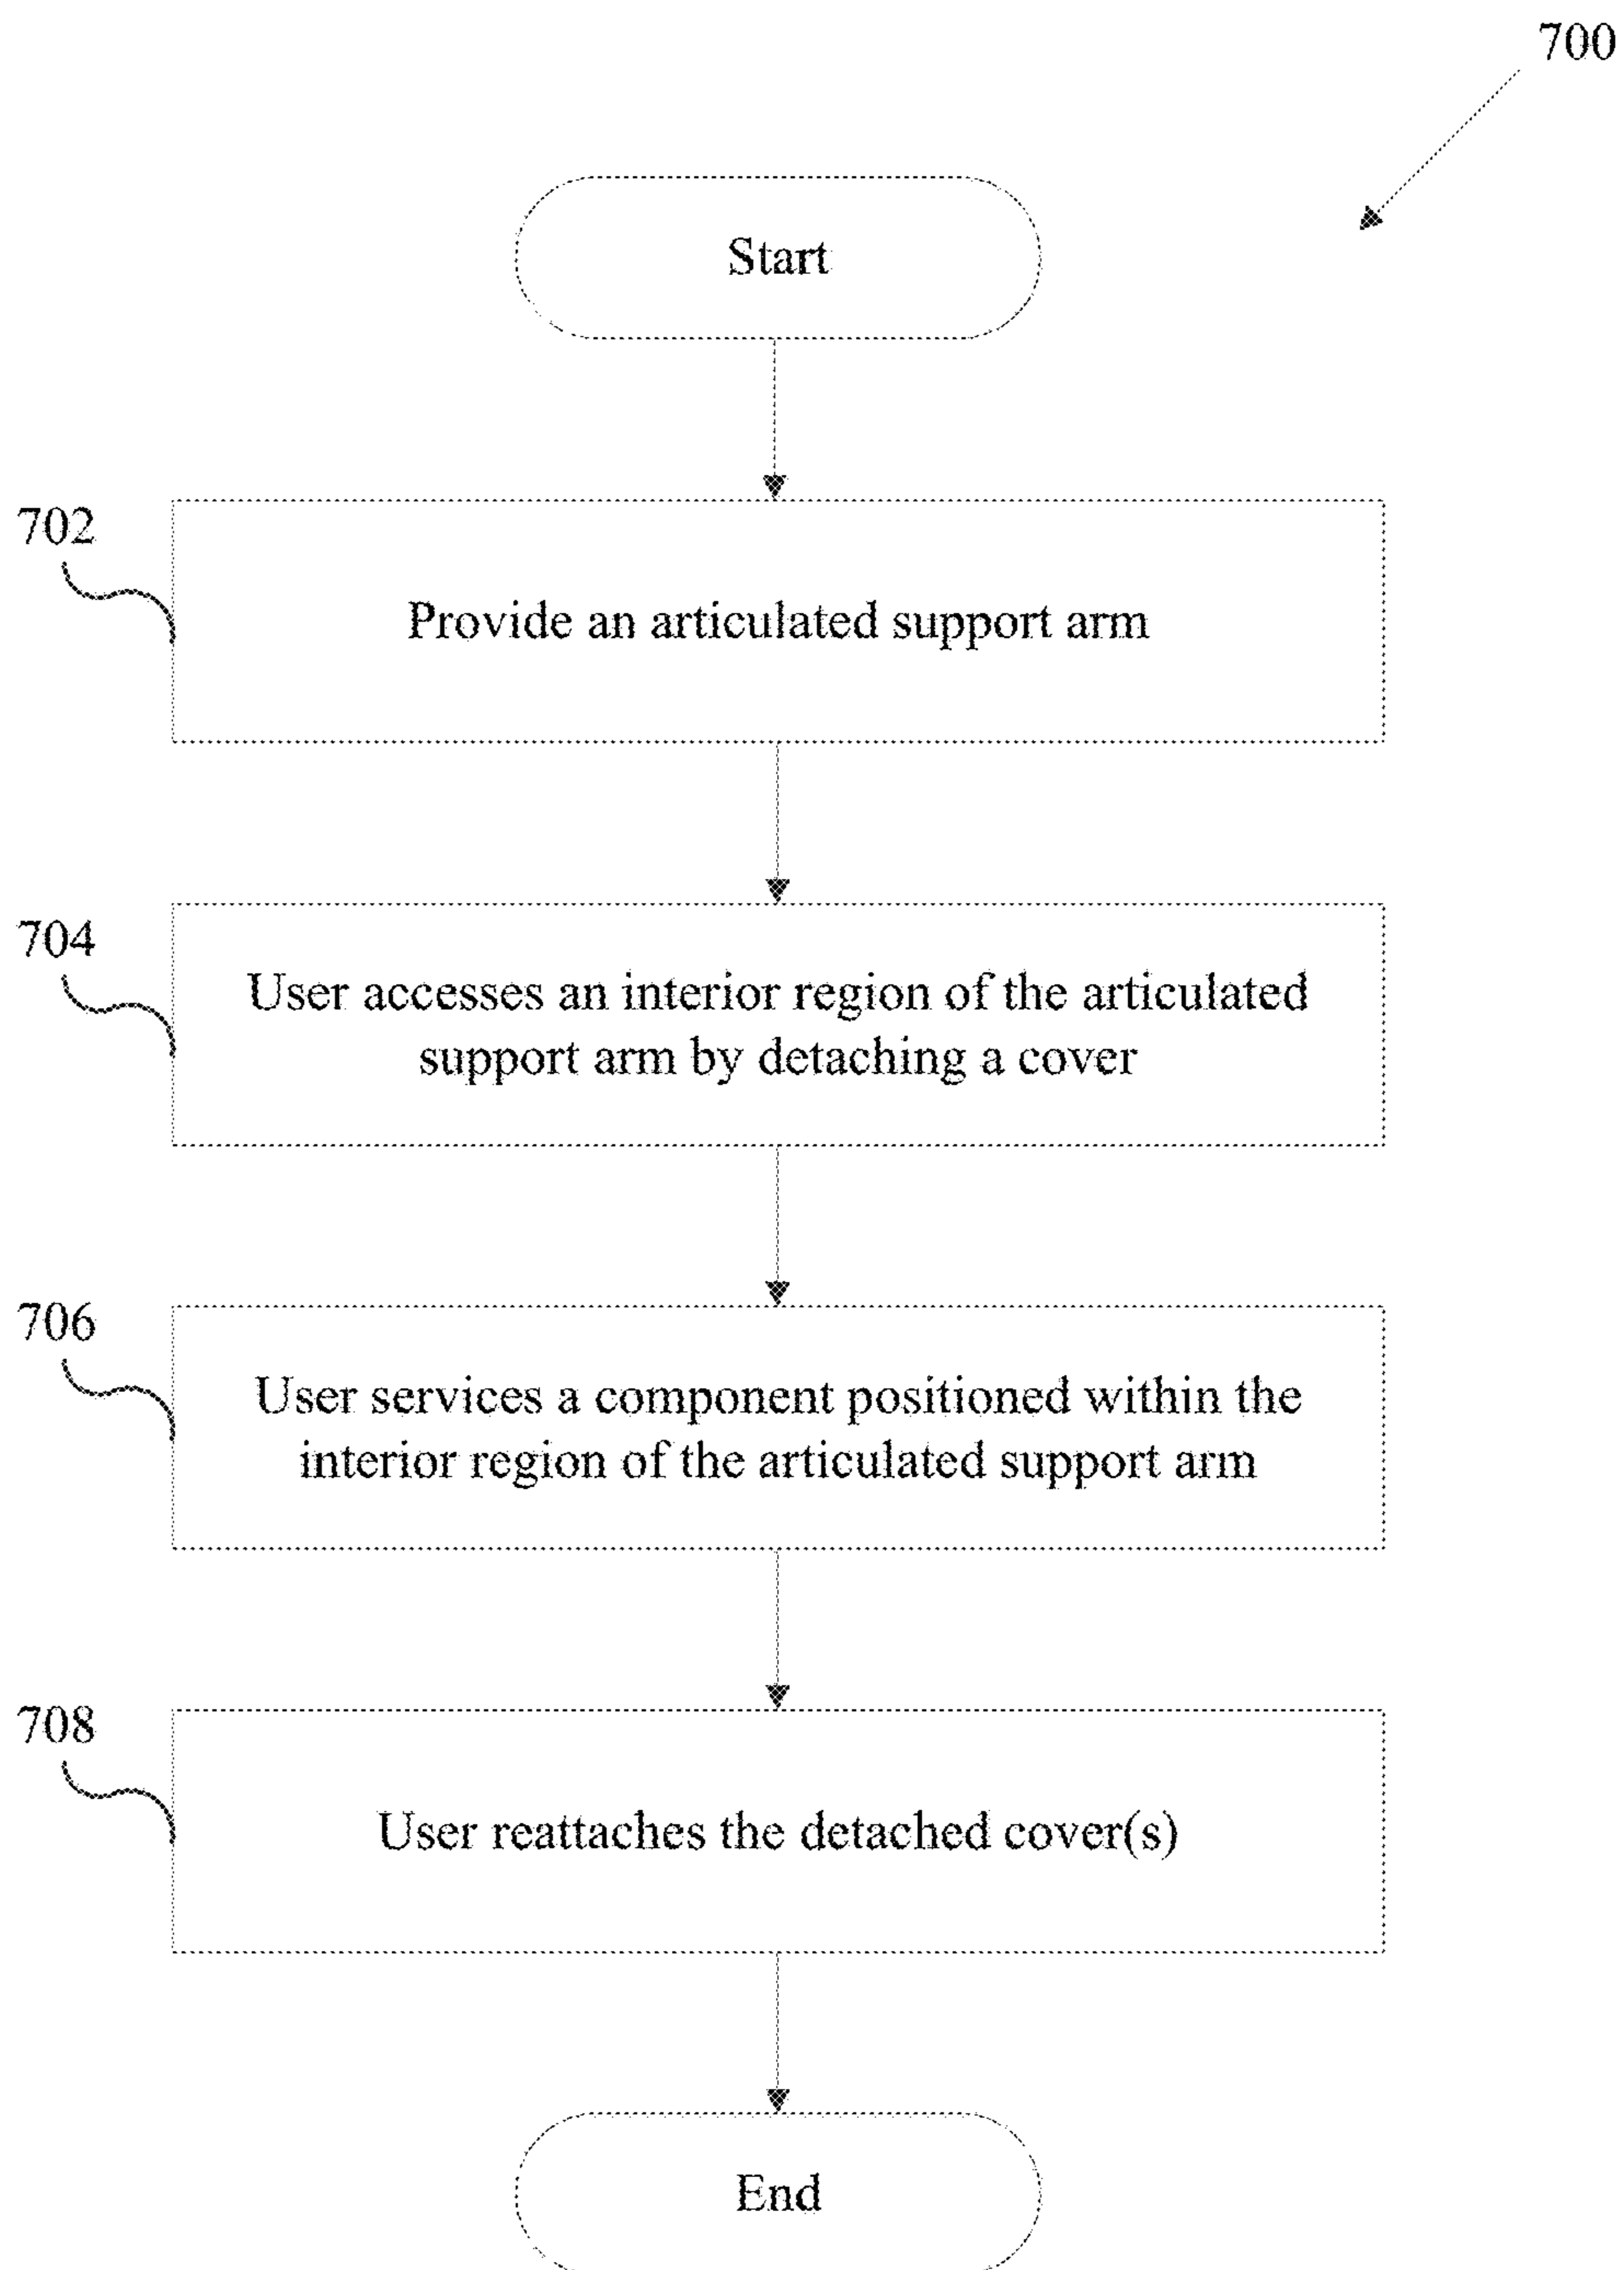 700
Start
702
Provide an articulated support arm
704
User accesses an interior region of the articulated
support arm by detaching a cover
706
User services a component positioned within the
interior region of the articulated support arm
708
User reattaches the detached cover(s)
End